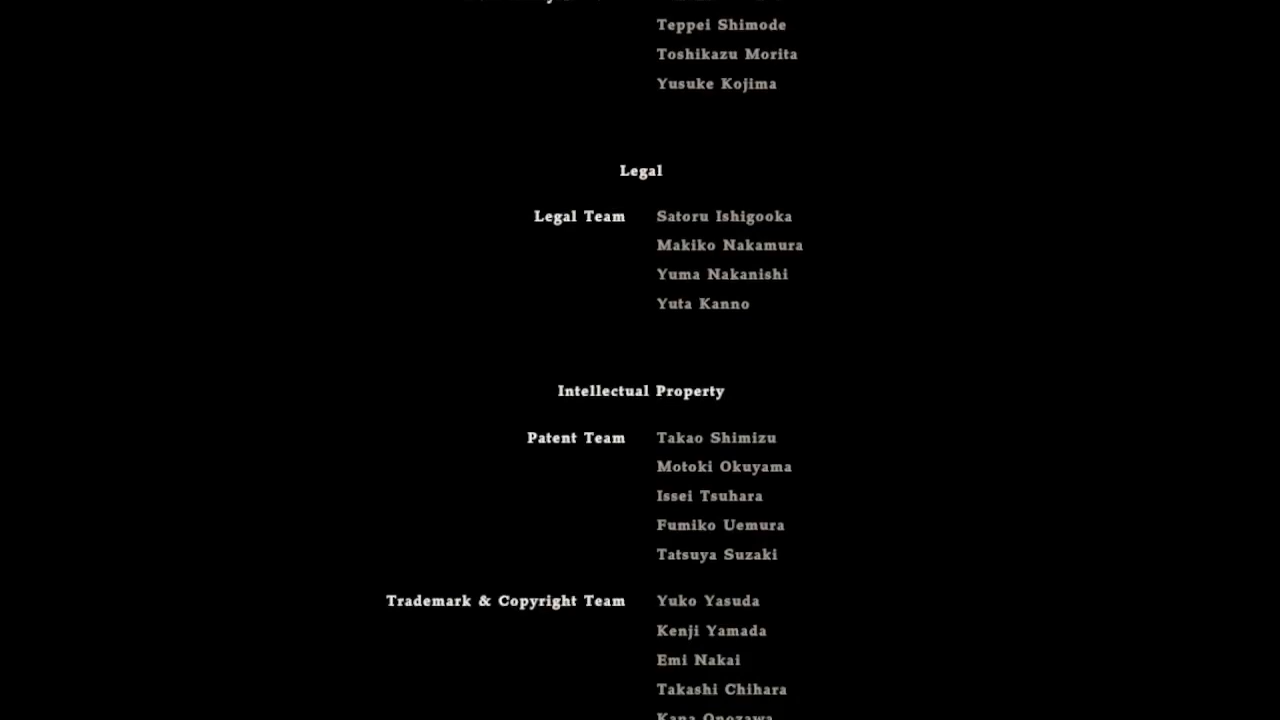 Teppei Shimode
Toshikazu Morita
Yusuke Kojima
Legal
Legal Team Satoru Ishigooka
Makiko Nakamura
Yuma Nakanishi
Yuta Kanno
Intellectual Property
Patent Team Takao Shimizu
Motoki Okuyama
Issei Tsuhara
Fumiko Uemura
Tatsuya Suzaki
Trademark & Copyright Team Yuko Yasuda
Kenji Yamada
Emi Nakai
Takashi Chihara
Kana Onozawa